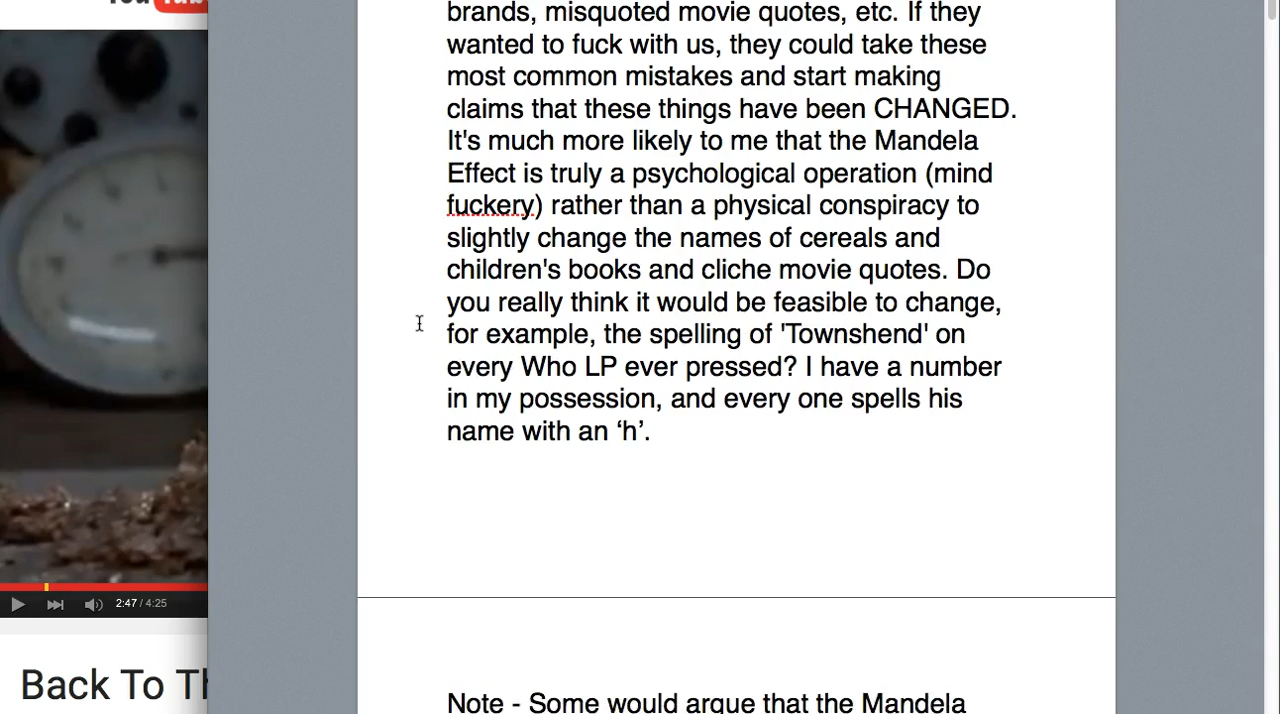 YouTub
brands, misquoted movie quotes, etc. If they
wanted to fuck with us, they could take these
most common mistakes and start making
claims that these things have been CHANGED.
It's much more likely to me that the Mandela
Effect is truly a psychological operation (mind
fuckery) rather than a physical conspiracy to
slightly change the names of cereals and
children's books and cliche movie quotes. Do
you really think it would be feasible to change,
for example, the spelling of 'Townshend' on
every Who LP ever pressed? I have a number
in my possession, and every one spells his
name with an ‘h’.
2:47 / 4:25
Back To Th
Note - Some would argue that the Mandela